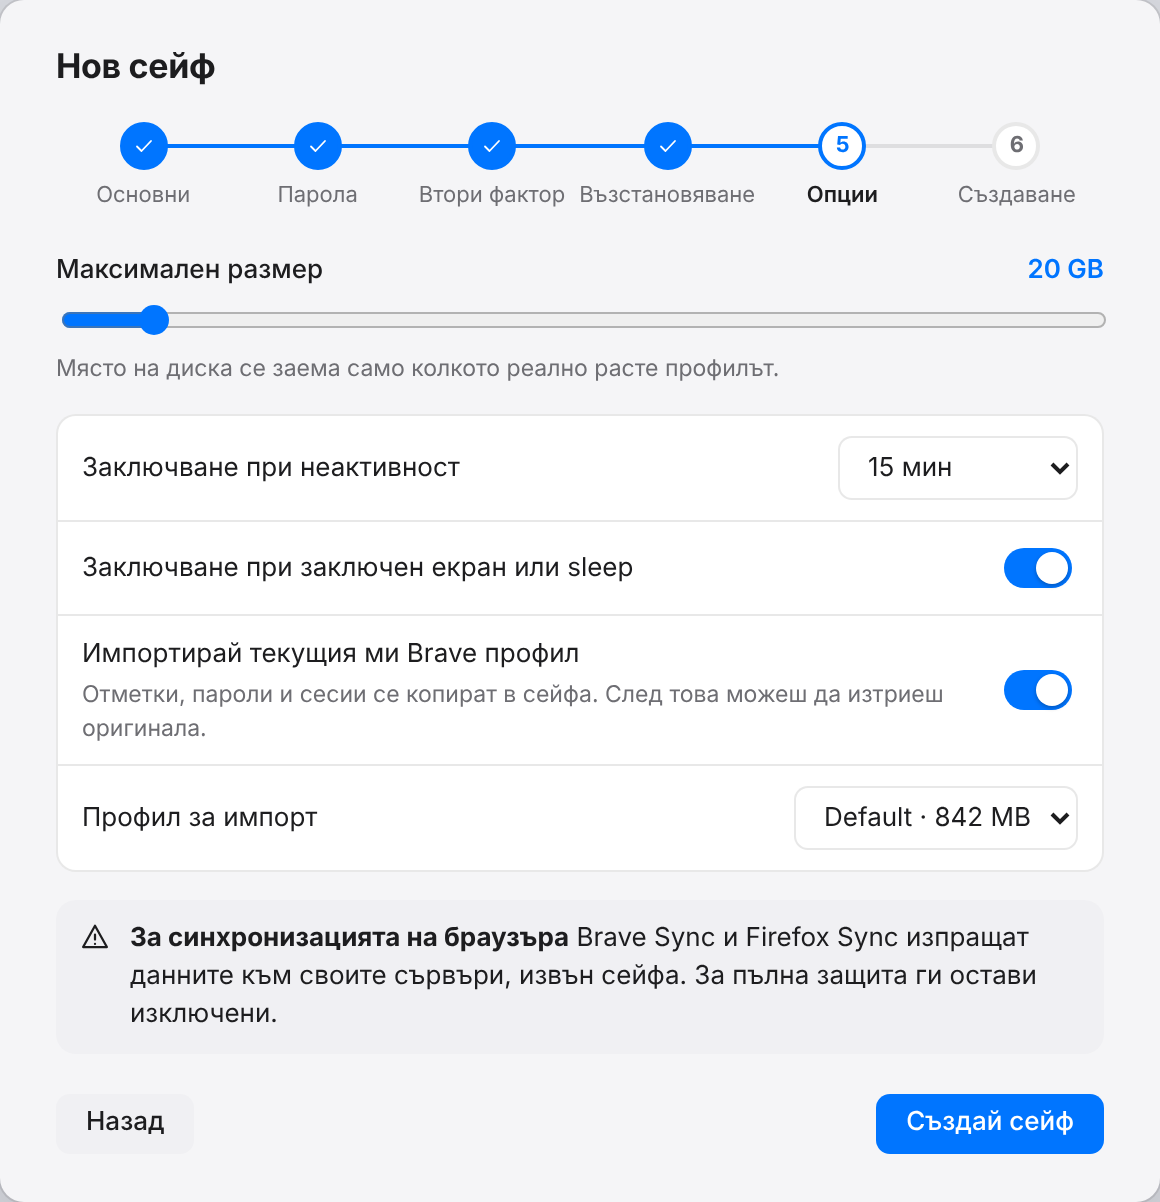 Нов сейф
5
6
Основни
Парола
Втори фактор
Възстановяване
Опции
Създаване
Максимален размер
20 GB
Място на диска се заема само колкото реално расте профилът.
Заключване при неактивност
15 мин
Заключване при заключен екран или sleep
Импортирай текущия ми Brave профил
Отметки, пароли и сесии се копират в сейфа. След това можеш да изтриеш
оригинала.
Профил за импорт
Default · 842 MB
За синхронизацията на браузъра Brave Sync и Firefox Sync изпращат
данните към своите сървъри, извън сейфа. За пълна защита ги остави
изключени.
Назад
Създай сейф